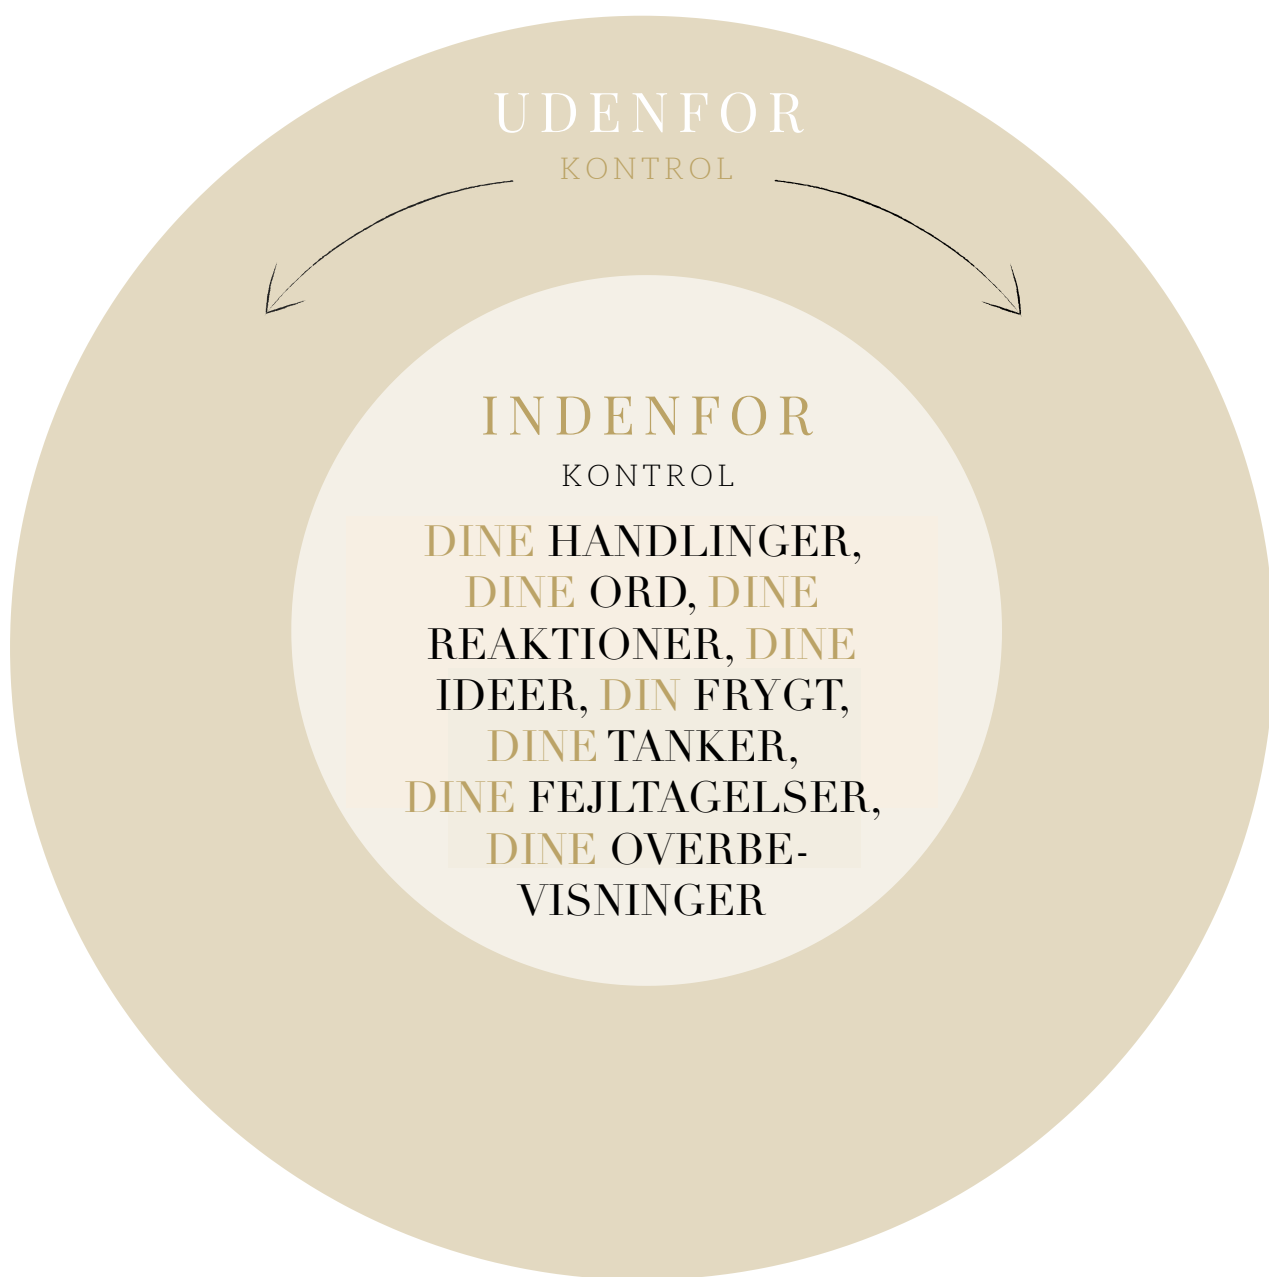 UDENFOR
KONTROL
INDENFOR
KONTROL
DINE HANDLINGER,
DINE ORD, DINE
REAKTIONER, DINE
IDEER, DIN FRYGT,
DINE TANKER,
DINE FEJLTAGELSER,
DINE OVERBE-
VISNINGER